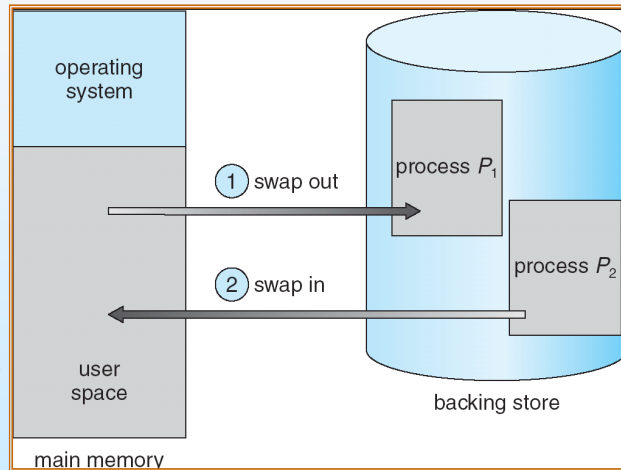 operating
system
1 swap out
process P1
2 swap in
process P2
user
space
backing store
main memory